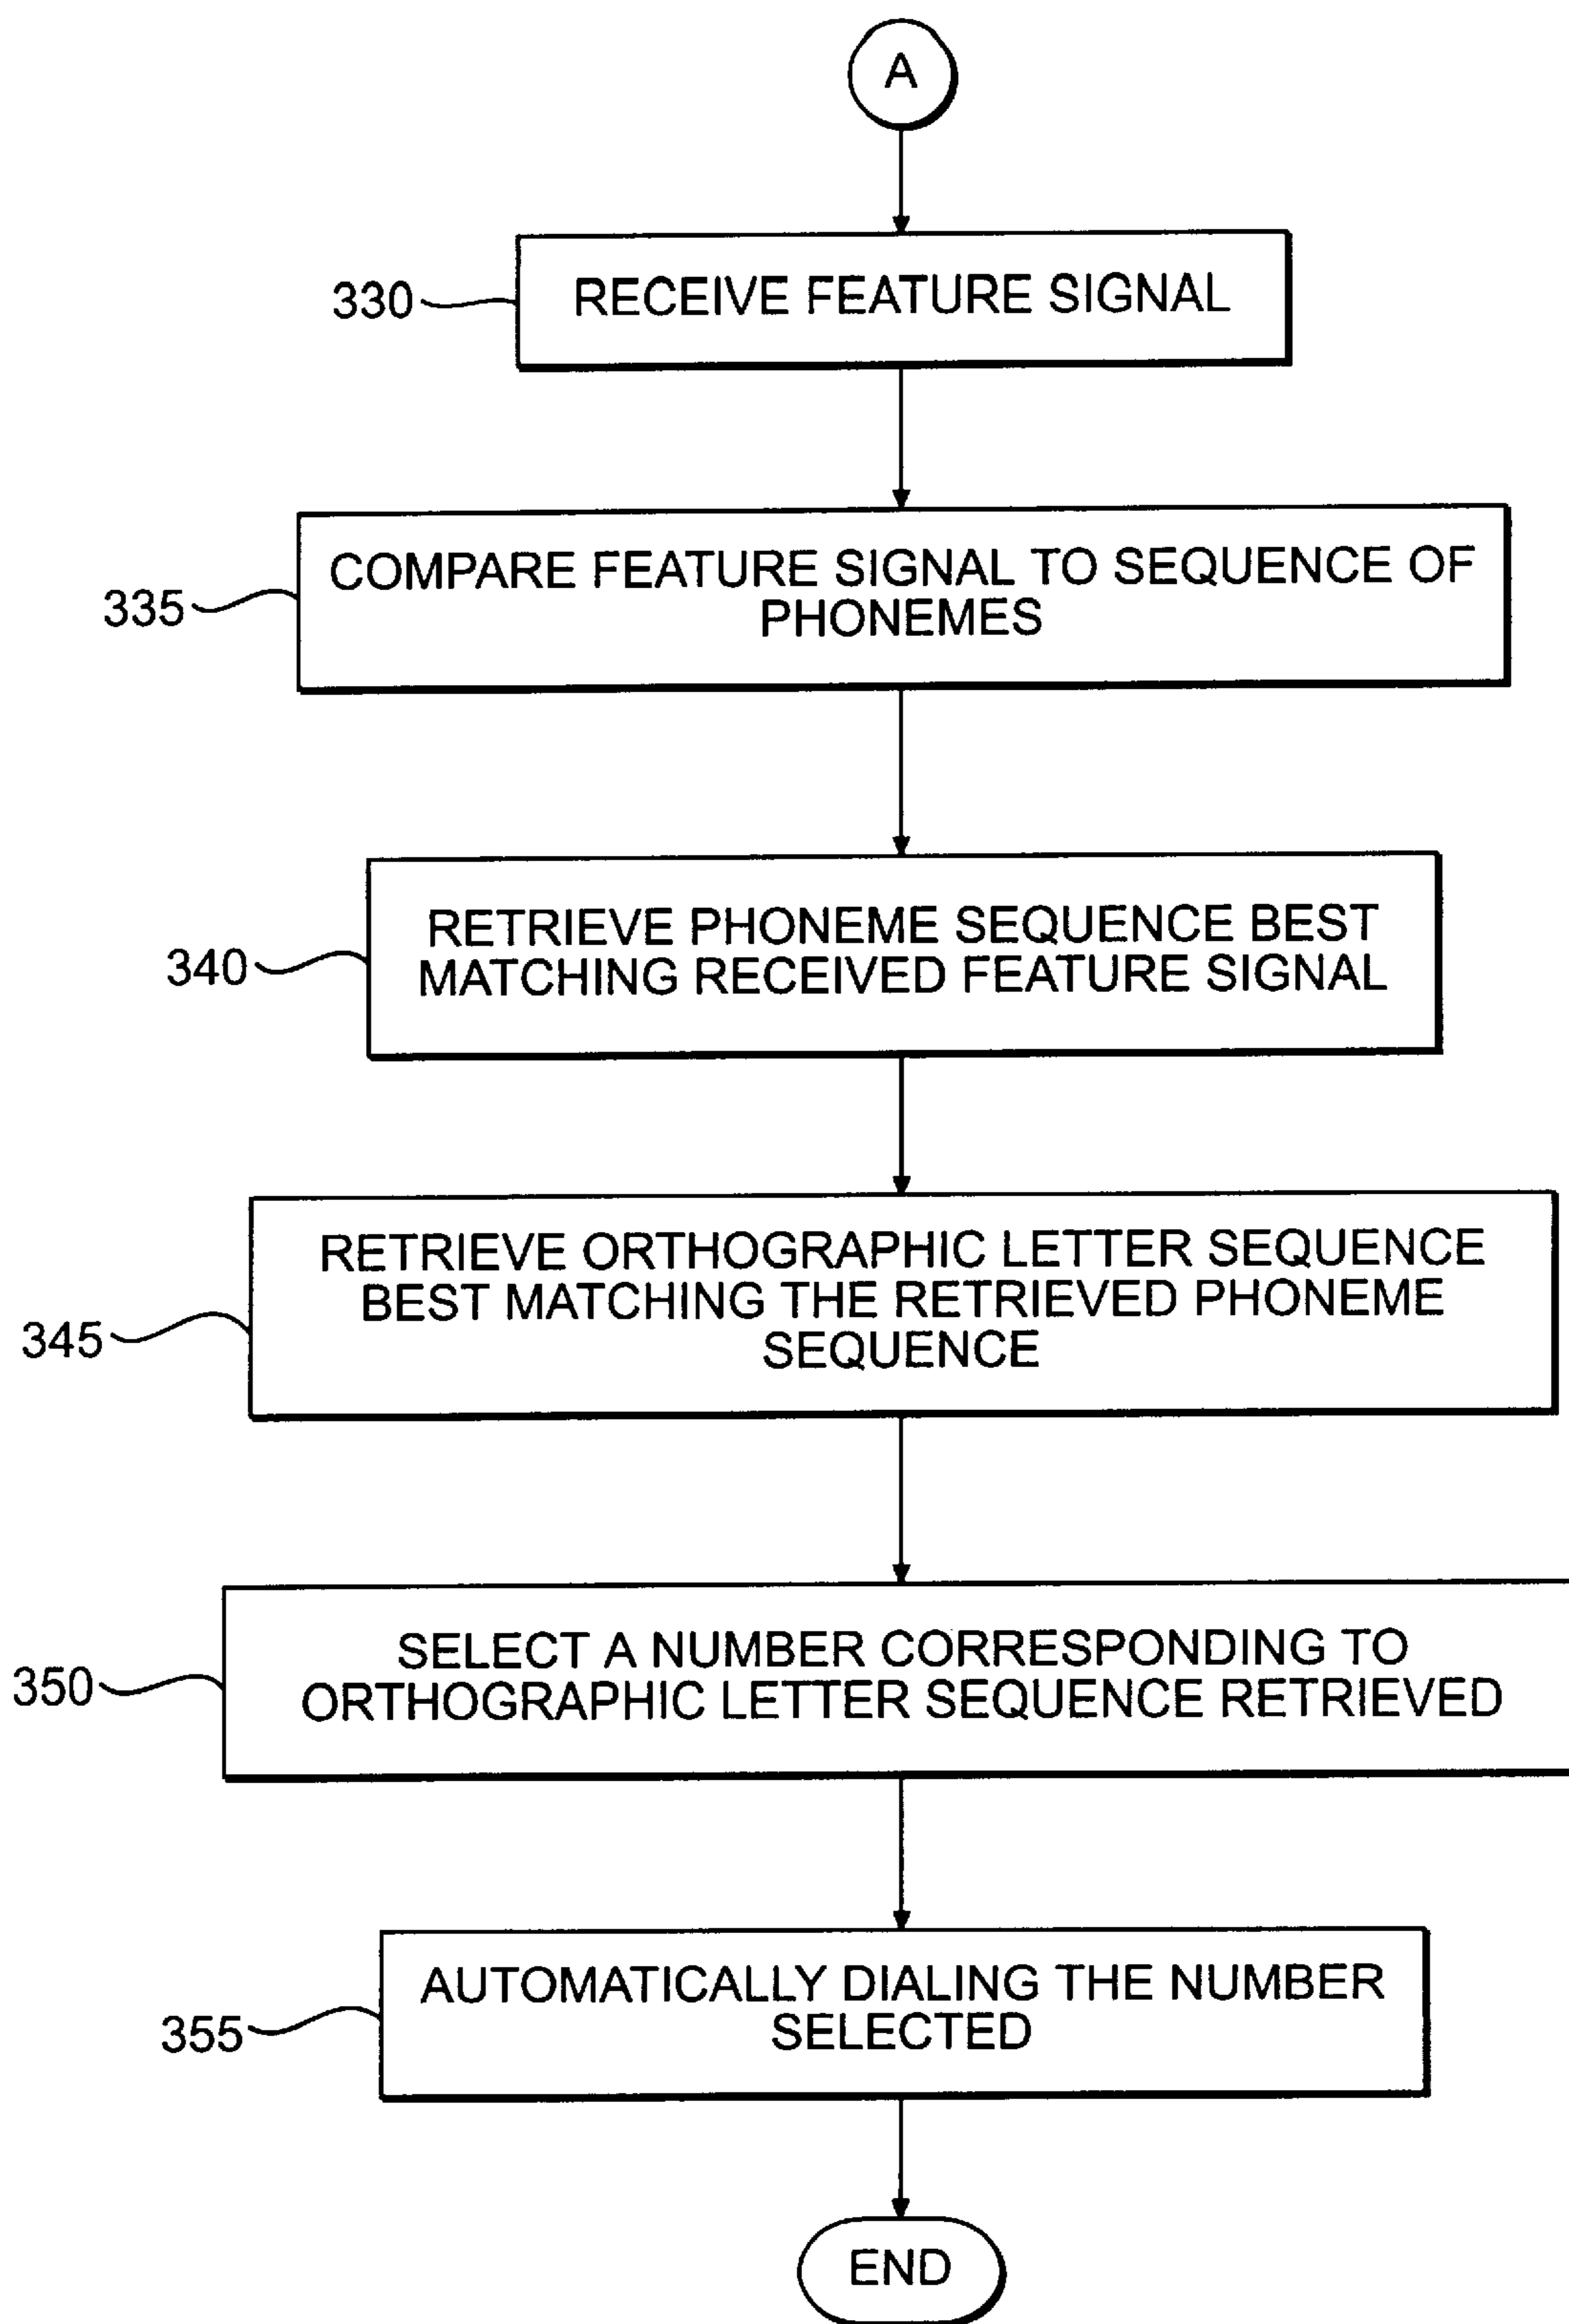 A
330
RECEIVE FEATURE SIGNAL
335
COMPARE FEATURE SIGNAL TO SEQUENCE OF
PHONEMES
340
RETRIEVE PHONEME SEQUENCE BEST
MATCHING RECEIVED FEATURE SIGNAL
345
RETRIEVE ORTHOGRAPHIC LETTER SEQUENCE
BEST MATCHING THE RETRIEVED PHONEME
SEQUENCE
350
SELECT A NUMBER CORRESPONDING TO
ORTHOGRAPHIC LETTER SEQUENCE RETRIEVED
355
AUTOMATICALLY DIALING THE NUMBER
SELECTED
END